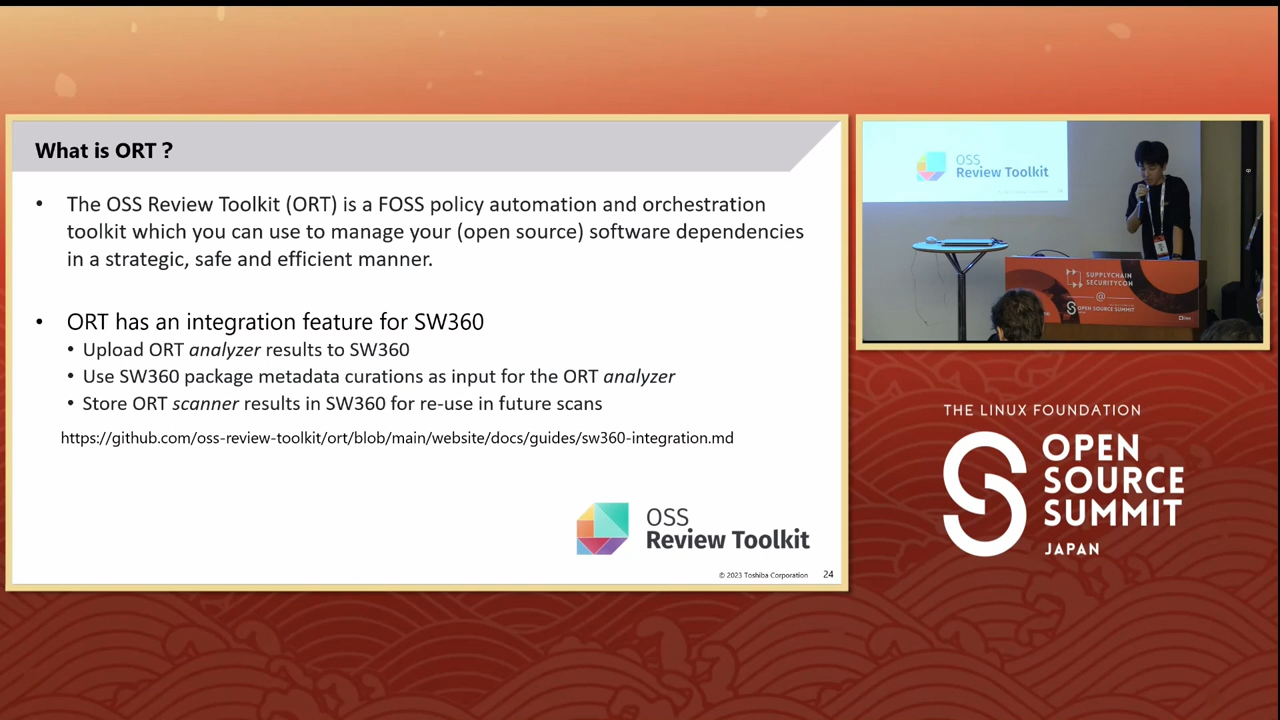 What is ORT ?
• The OSS Review Toolkit (ORT) is a FOSS policy automation and orchestration
toolkit which you can use to manage your (open source) software dependencies
in a strategic, safe and efficient manner.
• ORT has an integration feature for SW360
• Upload ORT analyzer results to SW360
• Use SW360 package metadata curations as input for the ORT analyzer
• Store ORT scanner results in SW360 for re-use in future scans
https://github.com/oss-review-toolkit/ort/blob/main/website/docs/guides/sw360-integration.md
OSS
Review Toolkit
© 2023 Toshiba Corporation 24
OSS
Review Toolkit
SUPPLYCHAIN
SECURITYCON
@
OPEN SOURCE SUMMIT
THE LINUX FOUNDATION
OPEN
SOURCE
SUMMIT
JAPAN